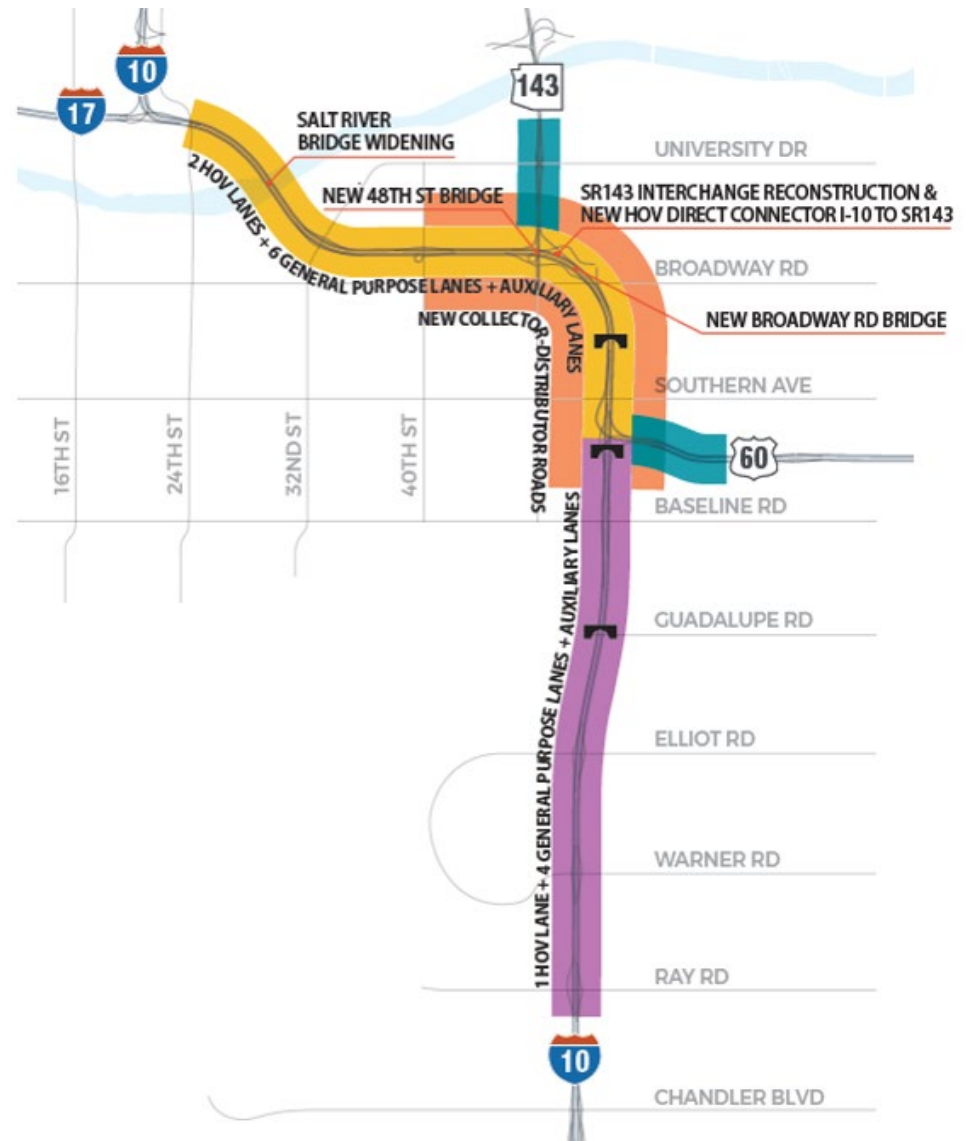 10
143
17
SALT RIVER
BRIDGE WIDENING
UNIVERSITY DR
NEW 48TH ST BRIDGE
SR143 INTERCHANGE RECONSTRUCTION &
NEW HOV DIRECT CONNECTOR I-10 TO SR143
2 HOV LANES + 6 GENERAL PURPOSE LANES + AUXILIARY LANES
BROADWAY RD
NEW COLLECTOR-DISTRIBUTOR ROADS
NEW BROADWAY RD BRIDGE
SOUTHERN AVE
16TH ST
24TH ST
32ND ST
40TH ST
60
BASELINE RD
1 HOV LANE + 4 GENERAL PURPOSE LANES + AUXILIARY LANES
GUADALUPE RD
ELLIOT RD
WARNER RD
RAY RD
10
CHANDLER BLVD